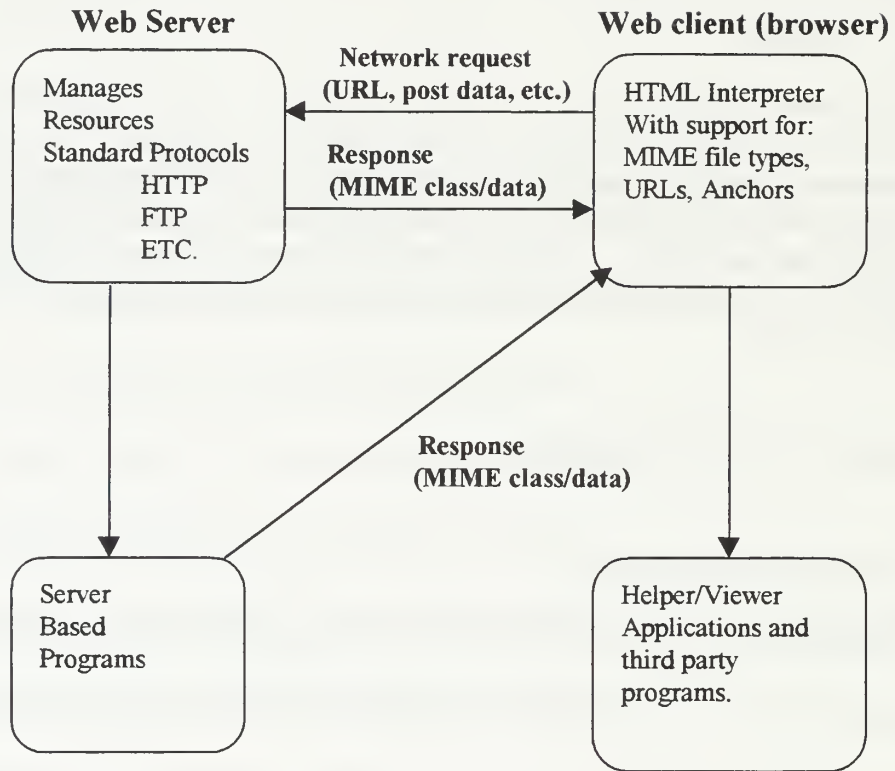 Web Server
Web client (browser)
Network request
(URL, post data, etc.)
Manages
Resources
Standard Protocols
HTTP
FTP
ETC.
Response
(MIME class/data)
HTML Interpreter
With support for:
MIME file types,
URLs, Anchors
Response
(MIME class/data)
Server
Based
Programs
Helper/Viewer
Applications and
third party
programs.